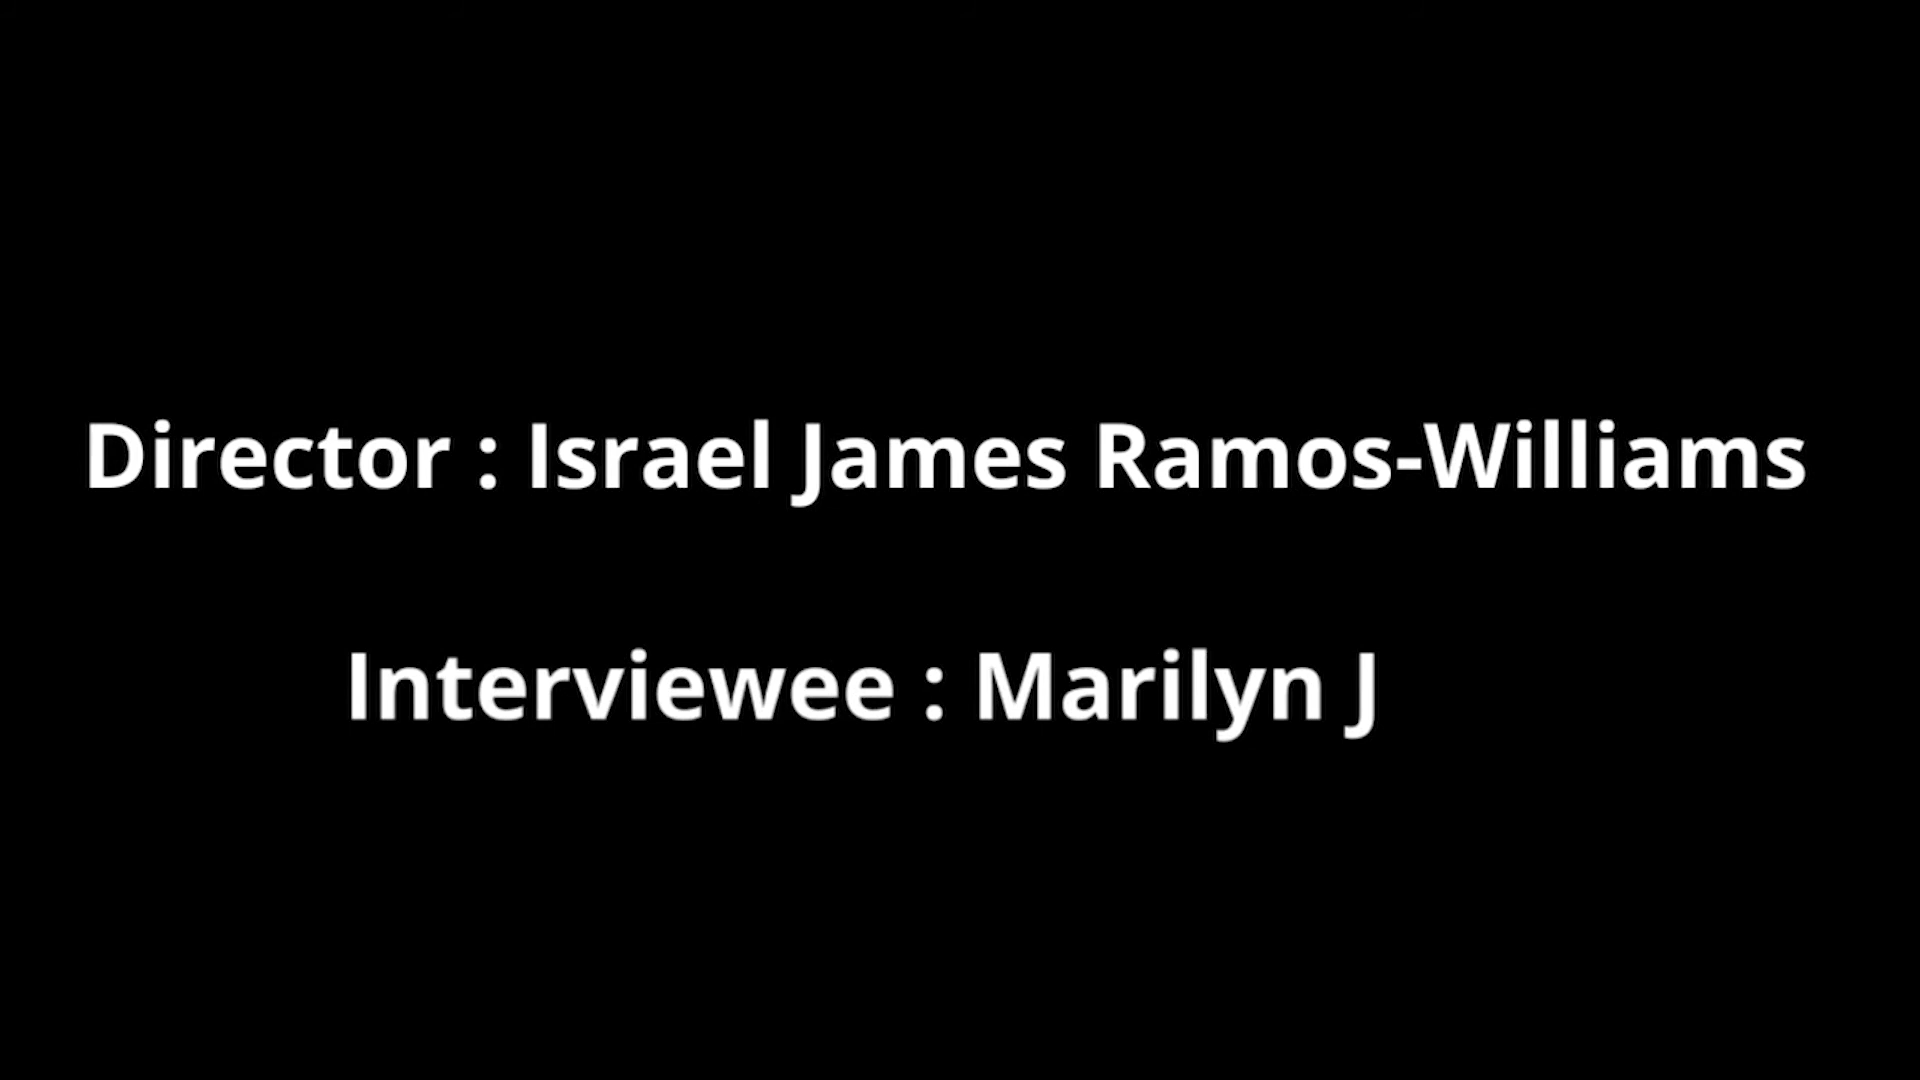 Director : Israel James Ramos-Williams
Interviewee : Marilyn J